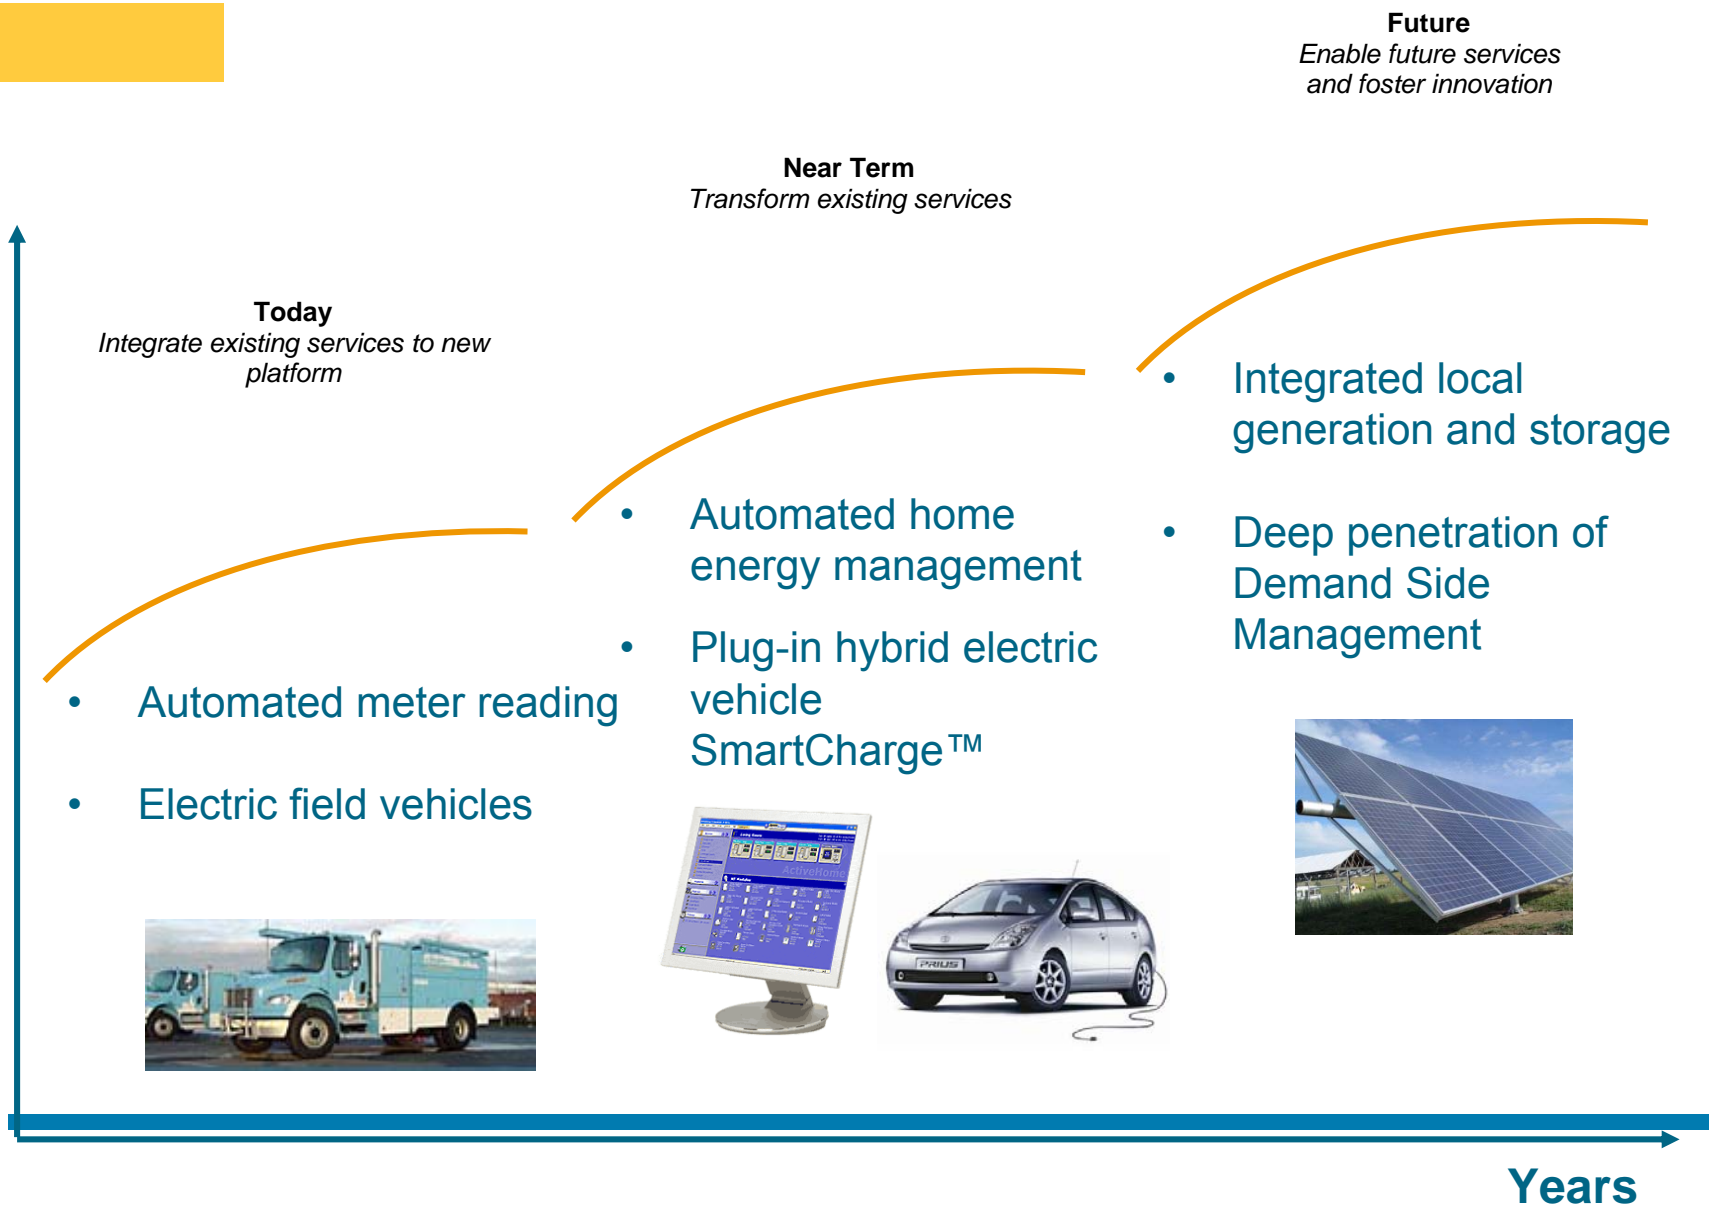 Future
Enable future services
and foster innovation
Near Term
Transform existing services
Today
Integrate existing services to new
platform
• Integrated local
generation and storage
• Deep penetration of
Demand Side
Management
• Automated home
energy management
• Plug-in hybrid electric
vehicle
SmartCharge™
• Automated meter reading
• Electric field vehicles
ActiveHome
PRIUS
Years